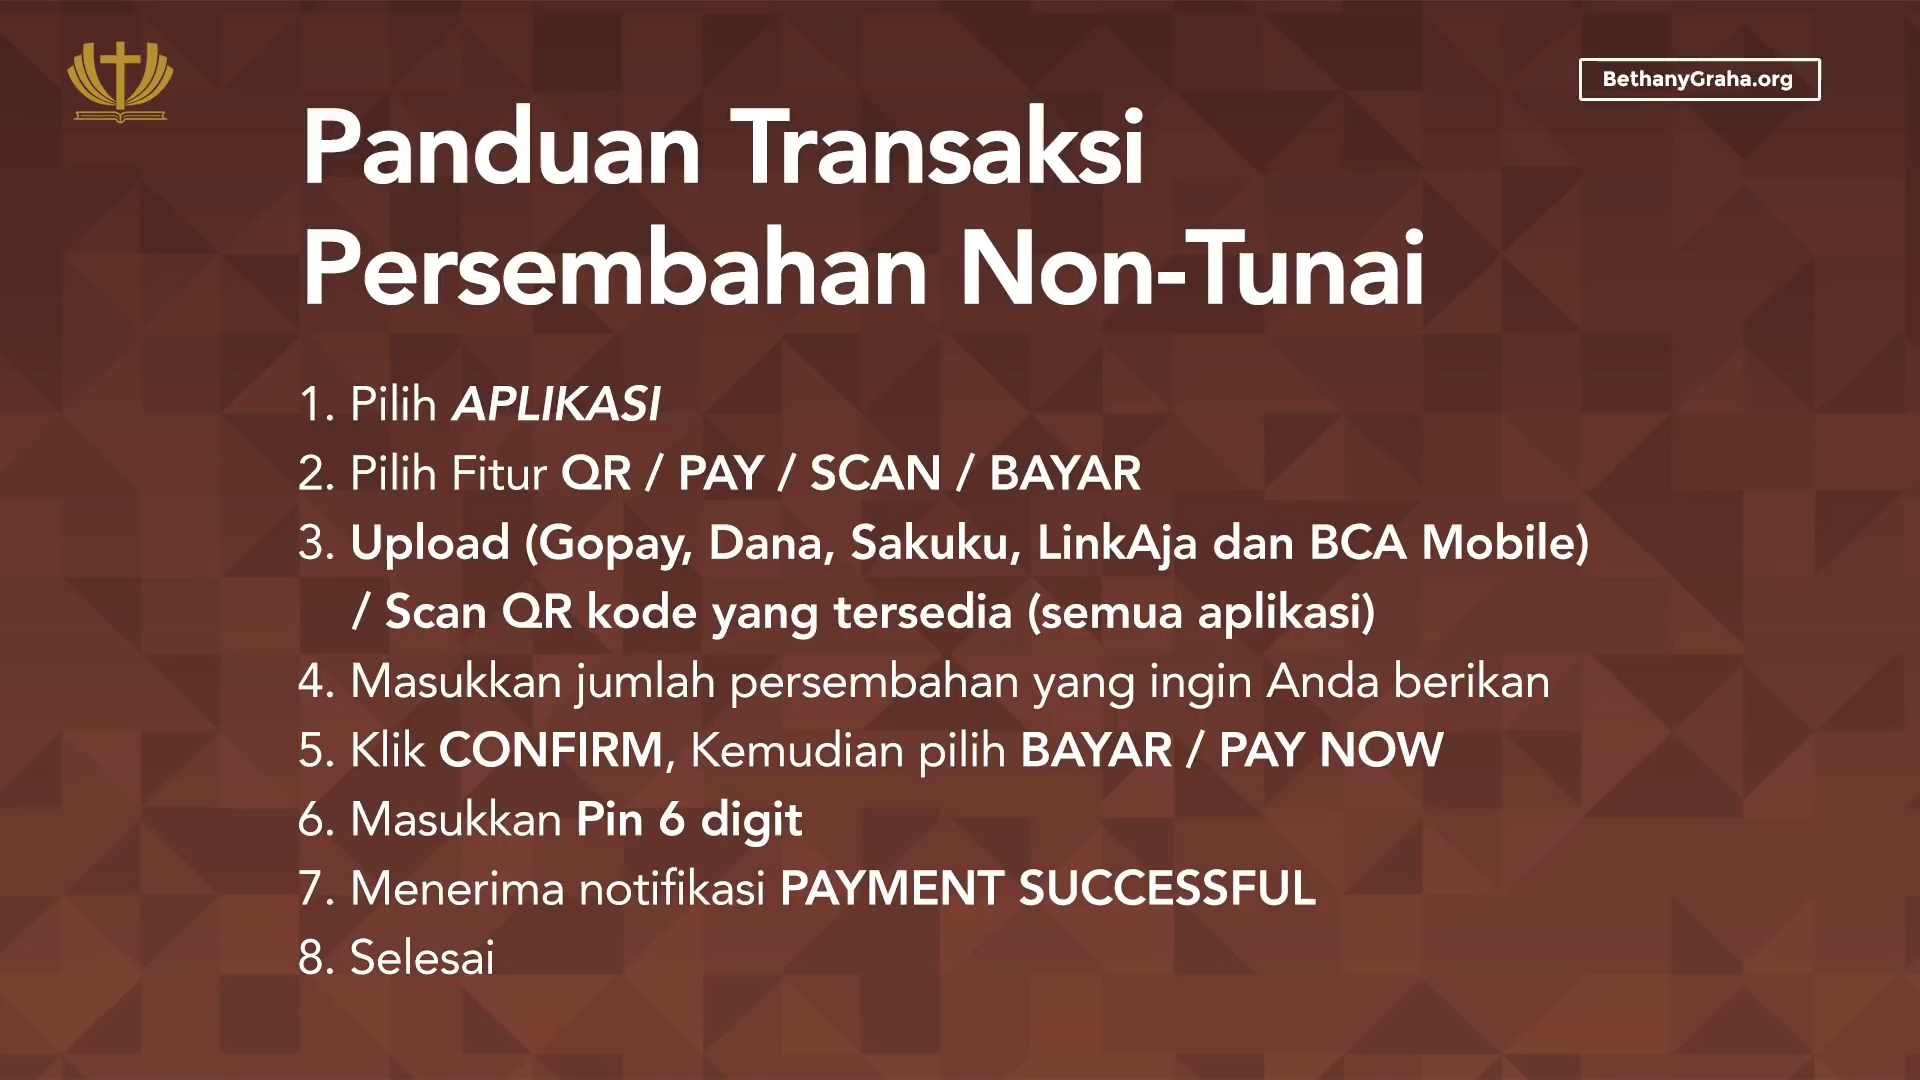 BethanyGraha.org
Panduan Transaksi
Persembahan Non-Tunai
1. Pilih APLIKASI
2. Pilih Fitur QR / PAY / SCAN / BAYAR
3. Upload (Gopay, Dana, Sakuku, LinkAja dan BCA Mobile)
/ Scan QR kode yang tersedia (semua aplikasi)
4. Masukkan jumlah persembahan yang ingin Anda berikan
5. Klik CONFIRM, Kemudian pilih BAYAR / PAY NOW
6. Masukkan Pin 6 digit
7. Menerima notifikasi PAYMENT SUCCESSFUL
8. Selesai